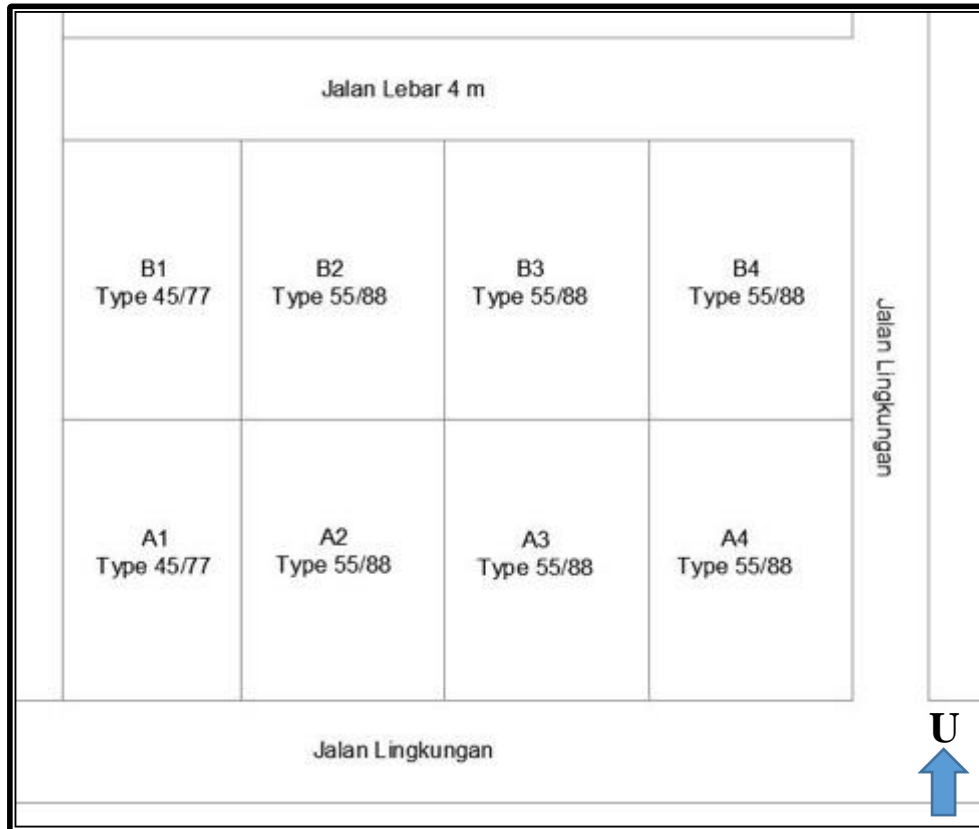 Jalan Lebar 4 m
B1
Type 45/77
B2
Type 55/88
B3
Type 55/88
B4
Type 55/88
Jalan Lingkungan
A1
Type 45/77
A2
Type 55/88
A3
Type 55/88
A4
Type 55/88
Jalan Lingkungan
U